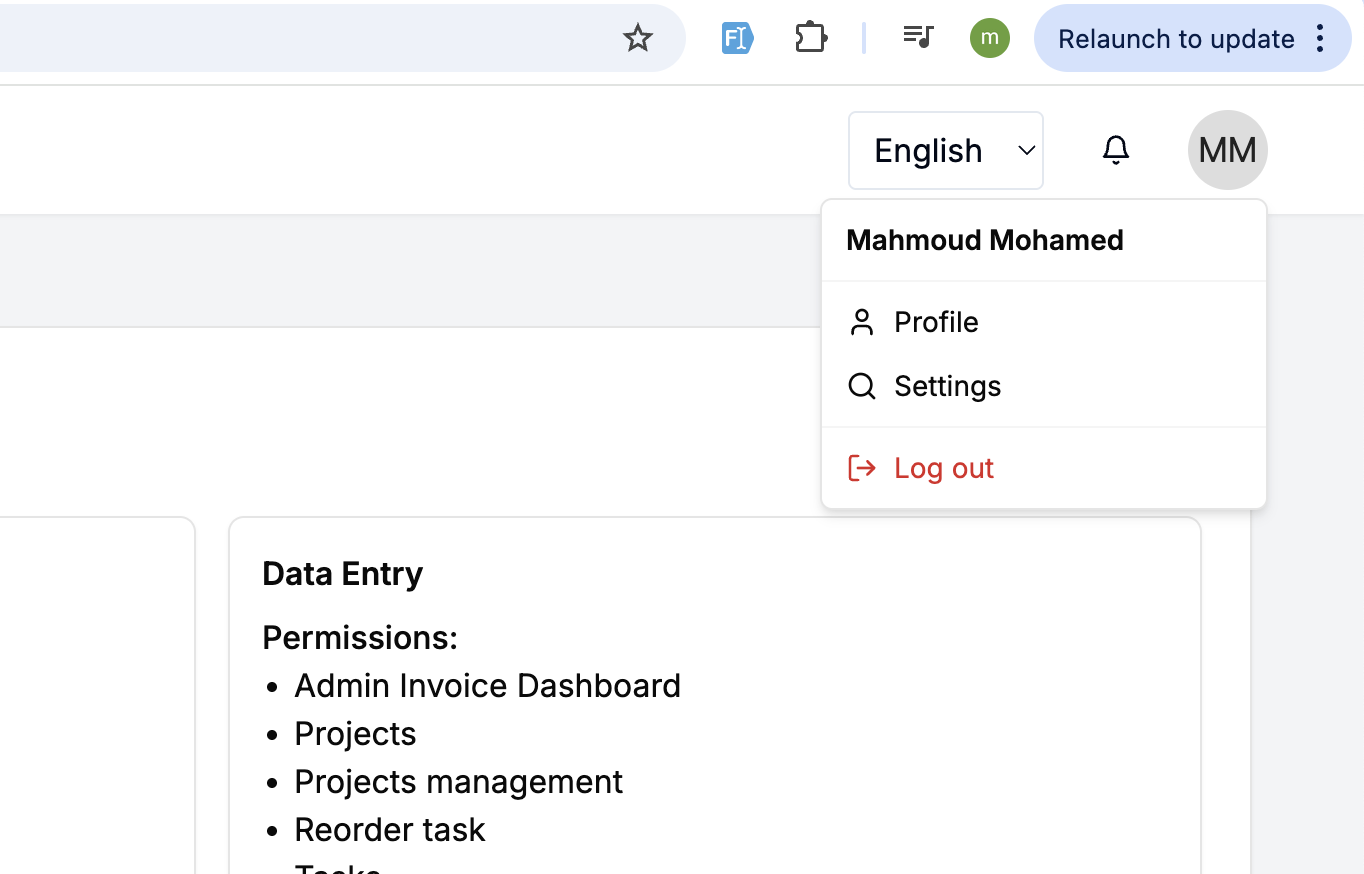 FI
m
Relaunch to update
English
MM
Mahmoud Mohamed
Profile
Settings
Log out
Data Entry
Permissions:
• Admin Invoice Dashboard
• Projects
• Projects management
• Reorder task
Tasks